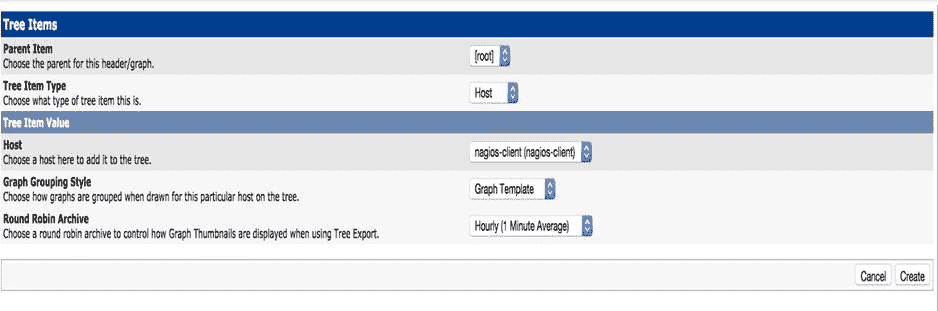 Tree Items
Parent Item
Choose the parent for this header/graph.
[root]
Tree Item Type
Choose what type of tree item this is.
Host
Tree Item Value
Host
Choose a host here to add it to the tree.
nagios-client (nagios-client)
Graph Grouping Style
Choose how graphs are grouped when drawn for this particular host on the tree.
Graph Template
Round Robin Archive
Choose a round robin archive to control how Graph Thumbnails are displayed when using Tree Export.
Hourly (1 Minute Average)
Cancel
Create